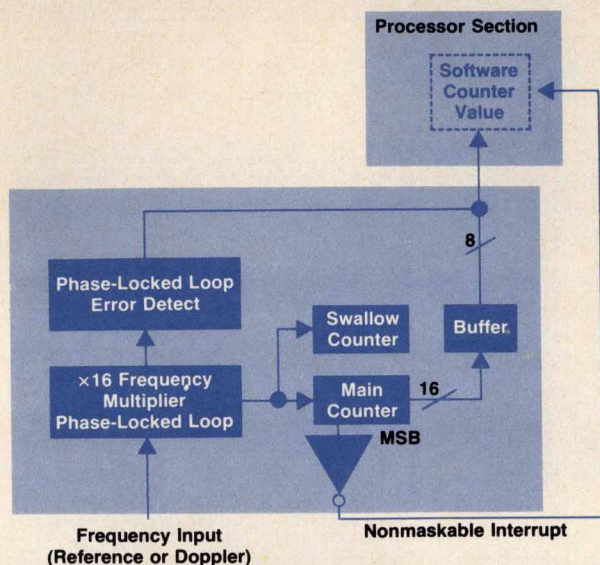 Processor Section
Software
Counter
Value
8
Phase-Locked Loop
Error Detect
Swallow
Counter
Buffer
×16 Frequency
Multiplier
Phase-Locked Loop
Main
Counter
16
MSB
Frequency Input
(Reference or Doppler)
Nonmaskable Interrupt